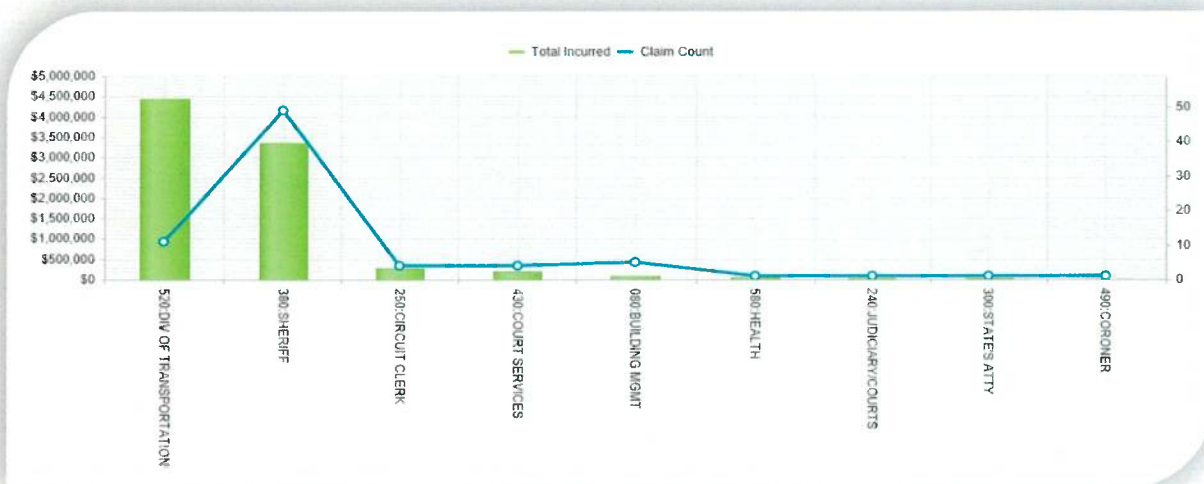 Total Incurred Claim Count
$5,000,000
$4,500,000
$4,000,000
$3,500,000
$3,000,000
$2,500,000
$2,000,000
$1,500,000
$1,000,000
$500,000
$0
50
40
30
20
10
0
520:DIV OF TRANSPORTATION
380:SHERIFF
250:CIRCUIT CLERK
430:COURT SERVICES
080:BUILDING MGMT
580:HEALTH
240:JUDICIARY/COURTS
300:STATE'S ATTY
490:CORONER